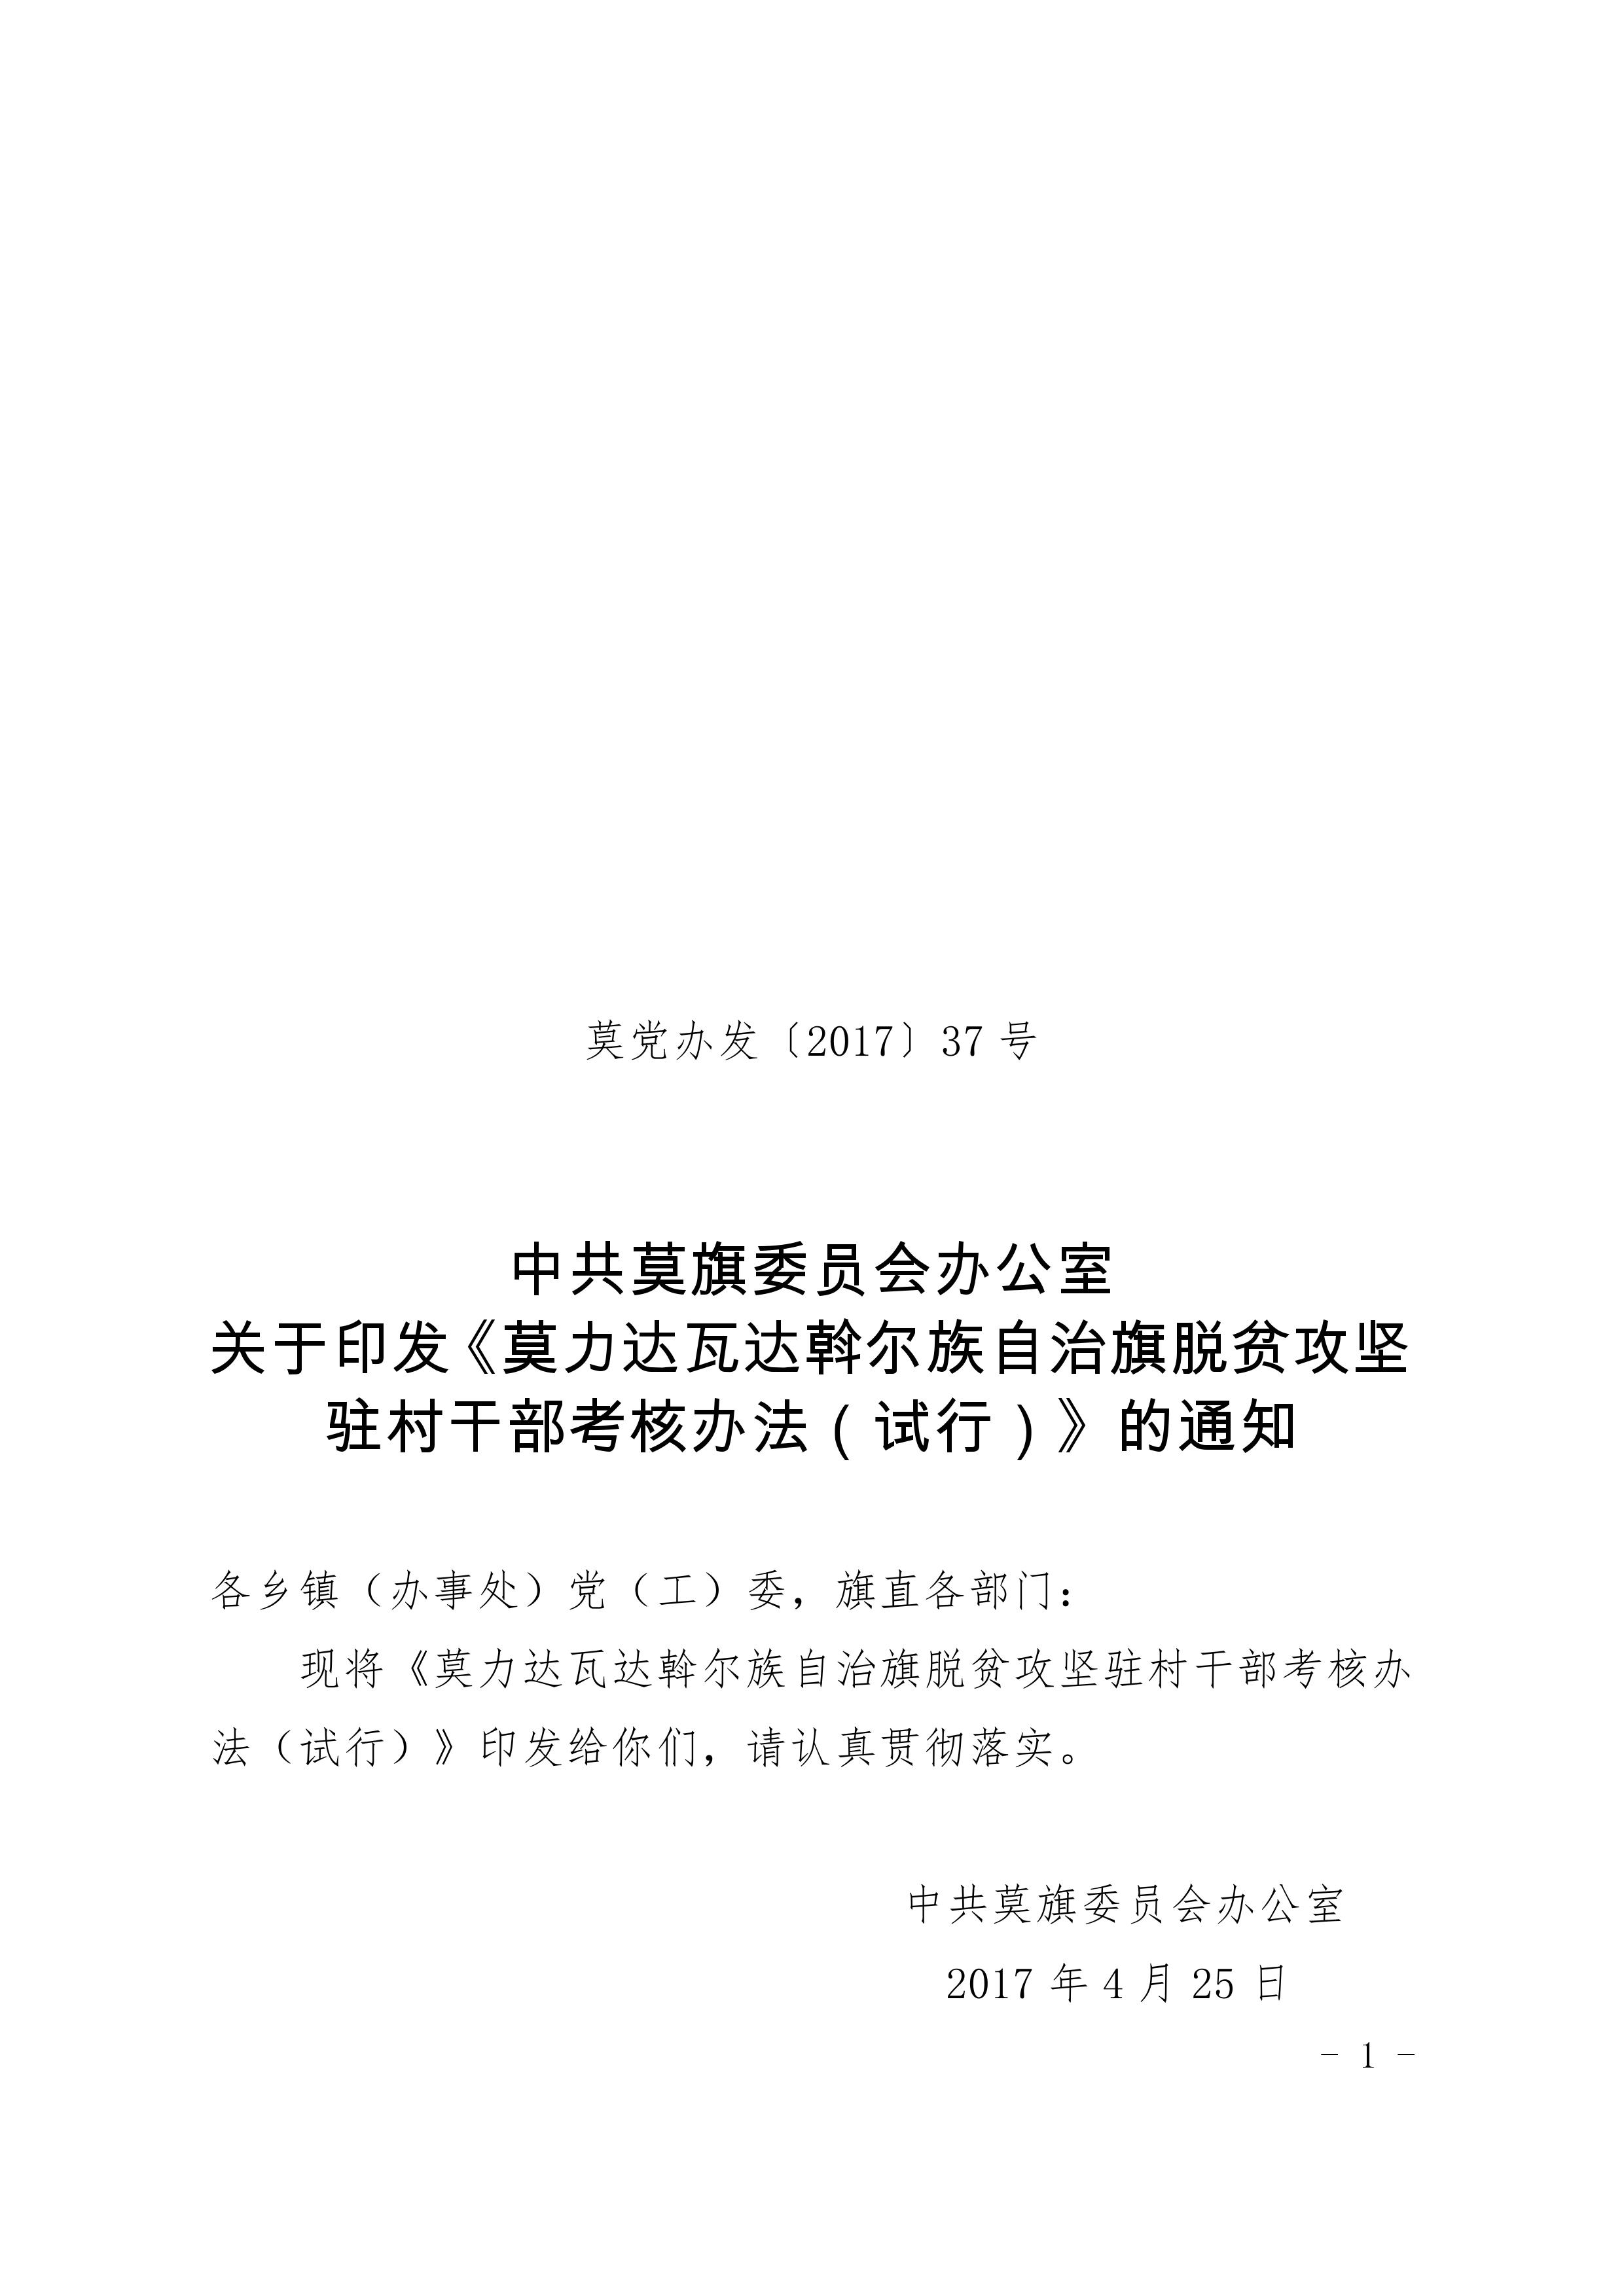 莫党办发〔2017〕37 号
中共莫旗委员会办公室
关于印发《莫力达瓦达斡尔族自治旗脱贫攻坚
驻村干部考核办法（试行）》的通知
各乡镇（办事处）党（工）委，旗直各部门：
现将《莫力达瓦达斡尔族自治旗脱贫攻坚驻村干部考核办
法（试行）》印发给你们，请认真贯彻落实。
中共莫旗委员会办公室
2017 年 4 月 25 日
- 1 -